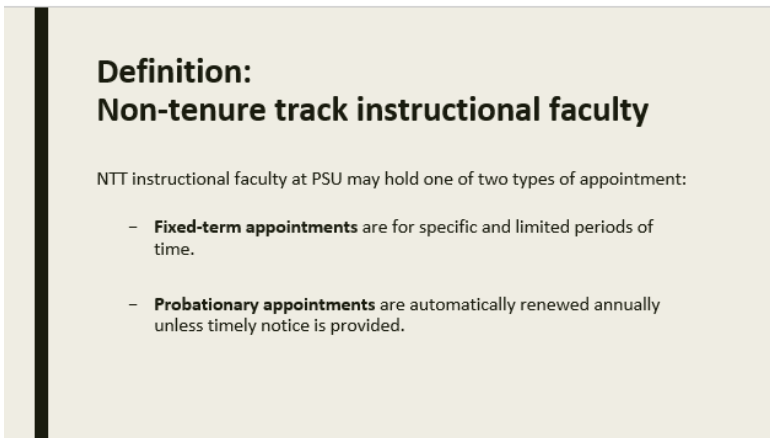 Definition:
Non-tenure track instructional faculty
NTT instructional faculty at PSU may hold one of two types of appointment:
– Fixed-term appointments are for specific and limited periods of
time.
– Probationary appointments are automatically renewed annually
unless timely notice is provided.